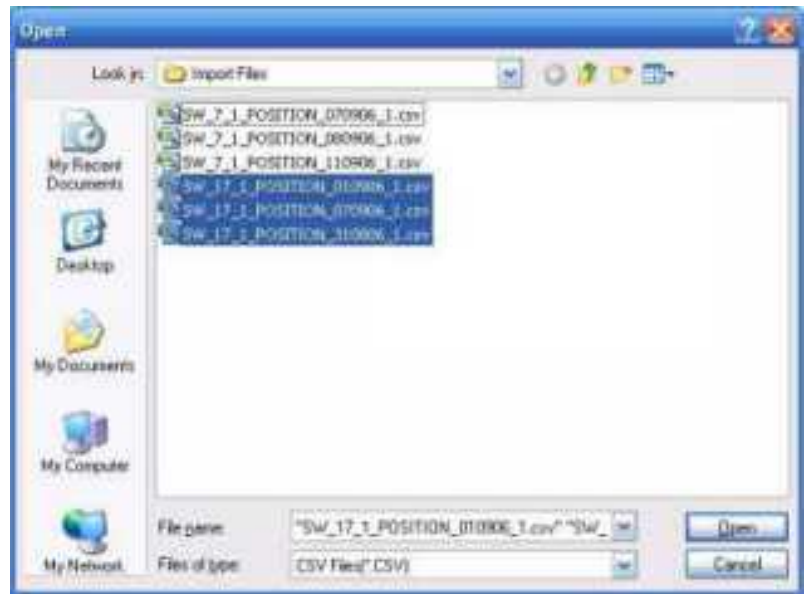 Open
Look in:
Import Files
SW_7_1_POSITION_070906_1.csv
SW_7_1_POSITION_080906_1.csv
SW_7_1_POSITION_110906_1.csv
SW_17_1_POSITION_010906_1.csv
SW_17_1_POSITION_070906_1.csv
SW_17_1_POSITION_310806_1.csv
My Recent
Documents
Desktop
My Documents
My Computer
My Network
File name:
"SW_17_1_POSITION_010906_1.csv" "SW_
Open
Files of type:
CSV Files(*.CSV)
Cancel